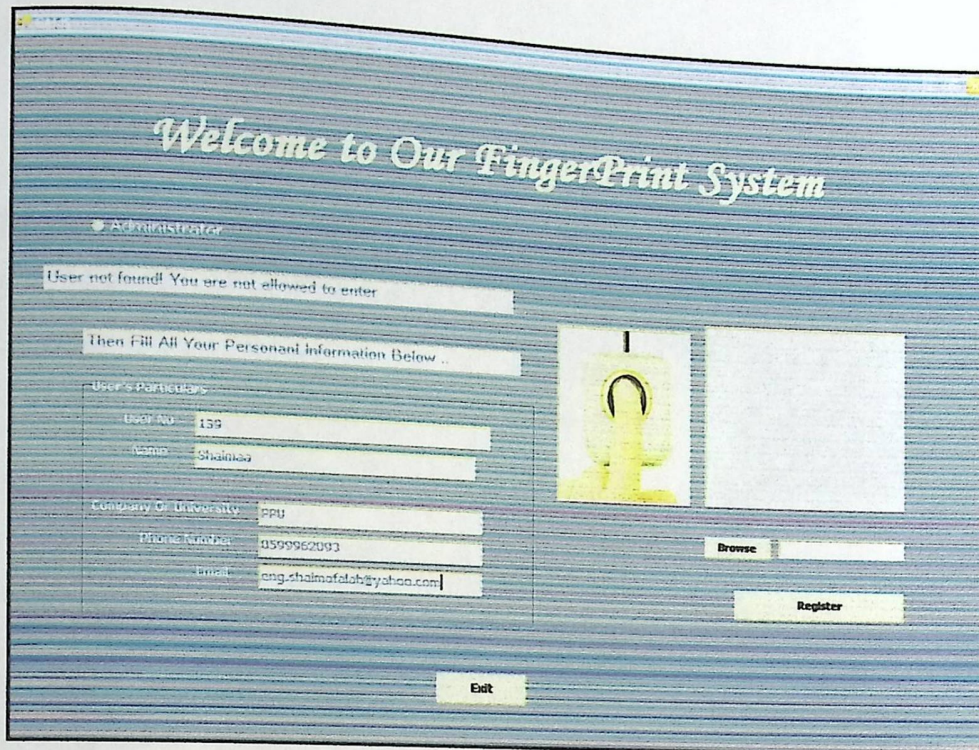 Welcome to Our FingerPrint System
Administrator
User not found! You are not allowed to enter
Then Fill All Your Personanl Information Below ..
User's Particulars
User No 159
Name Shaimaa
Company Or University PPU
Phone Number 0599962093
Email eng.shaimafalah@yahoo.com
Browse
Register
Exit